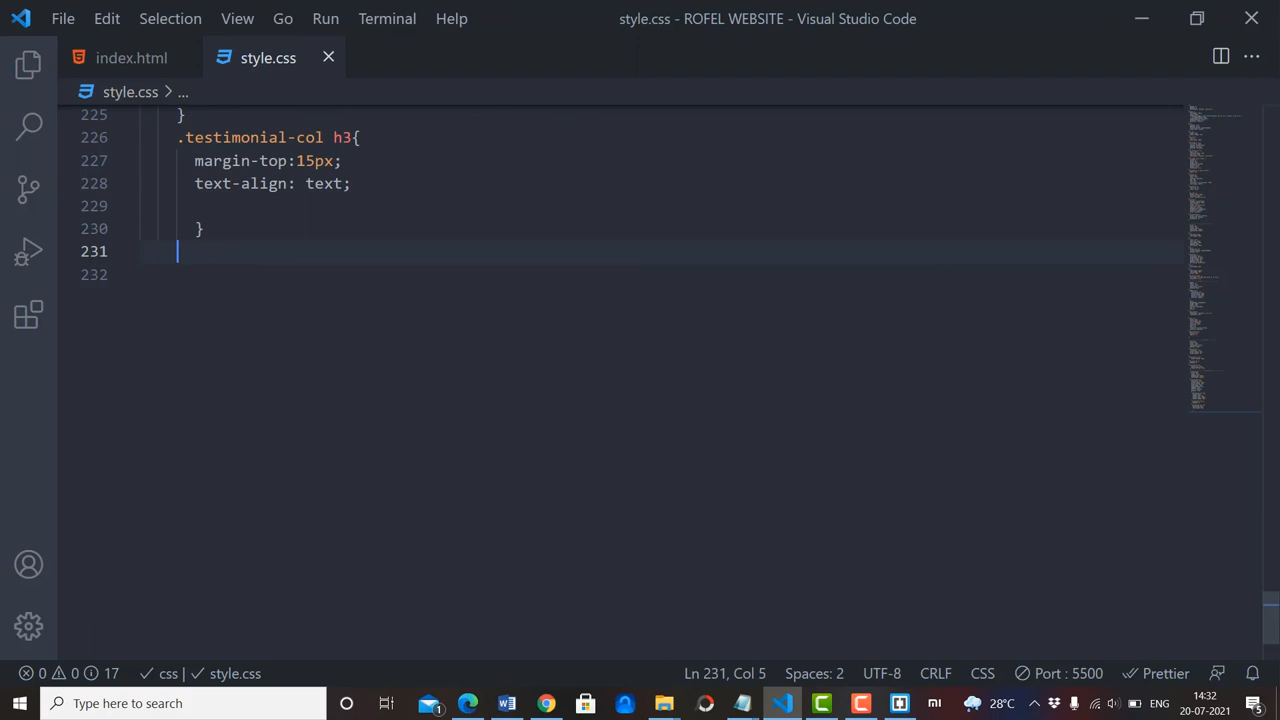 File Edit Selection View Go Run Terminal Help
style.css - ROFEL WEBSITE - Visual Studio Code
index.html
style.css
style.css > ...
225 }
226 .testimonial-col h3{
227 margin-top:15px;
228 text-align: text;
229
230 }
231
232
0 0 17 css | style.css
Ln 231, Col 5 Spaces: 2 UTF-8 CRLF CSS Port : 5500 Prettier
Type here to search
1
28°C
ENG
14:32
20-07-2021
5